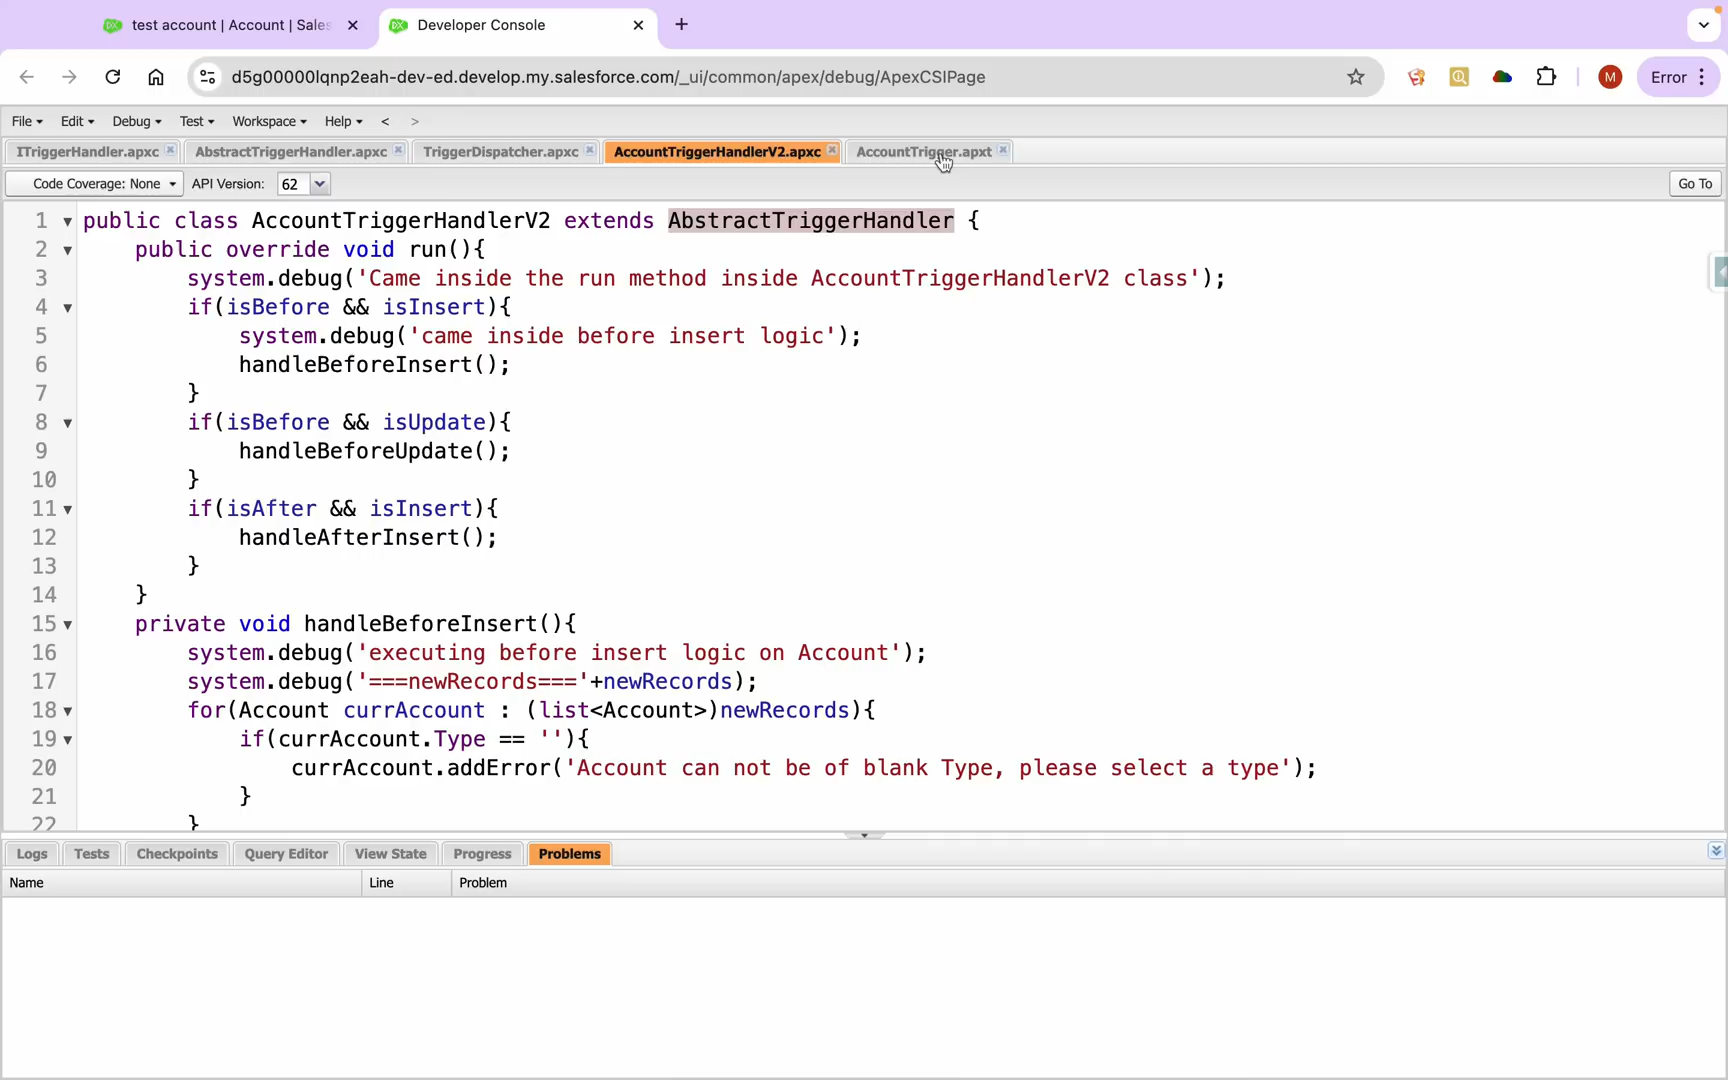 test account | Account | Sales
Developer Console
d5g00000lqnp2eah-dev-ed.develop.my.salesforce.com/_ui/common/apex/debug/ApexCSIPage
M
Error
File Edit Debug Test Workspace Help < >
ITriggerHandler.apxc AbstractTriggerHandler.apxc TriggerDispatcher.apxc AccountTriggerHandlerV2.apxc AccountTrigger.apxt
Code Coverage: None API Version: 62 Go To
1 public class AccountTriggerHandlerV2 extends AbstractTriggerHandler {
2 public override void run(){
3 system.debug('Came inside the run method inside AccountTriggerHandlerV2 class');
4 if(isBefore && isInsert){
5 system.debug('came inside before insert logic');
6 handleBeforeInsert();
7 }
8 if(isBefore && isUpdate){
9 handleBeforeUpdate();
10 }
11 if(isAfter && isInsert){
12 handleAfterInsert();
13 }
14 }
15 private void handleBeforeInsert(){
16 system.debug('executing before insert logic on Account');
17 system.debug('===newRecords==='+newRecords);
18 for(Account currAccount : (list<Account>)newRecords){
19 if(currAccount.Type == ''){
20 currAccount.addError('Account can not be of blank Type, please select a type');
21 }
22 }
Logs Tests Checkpoints Query Editor View State Progress Problems
Name Line Problem